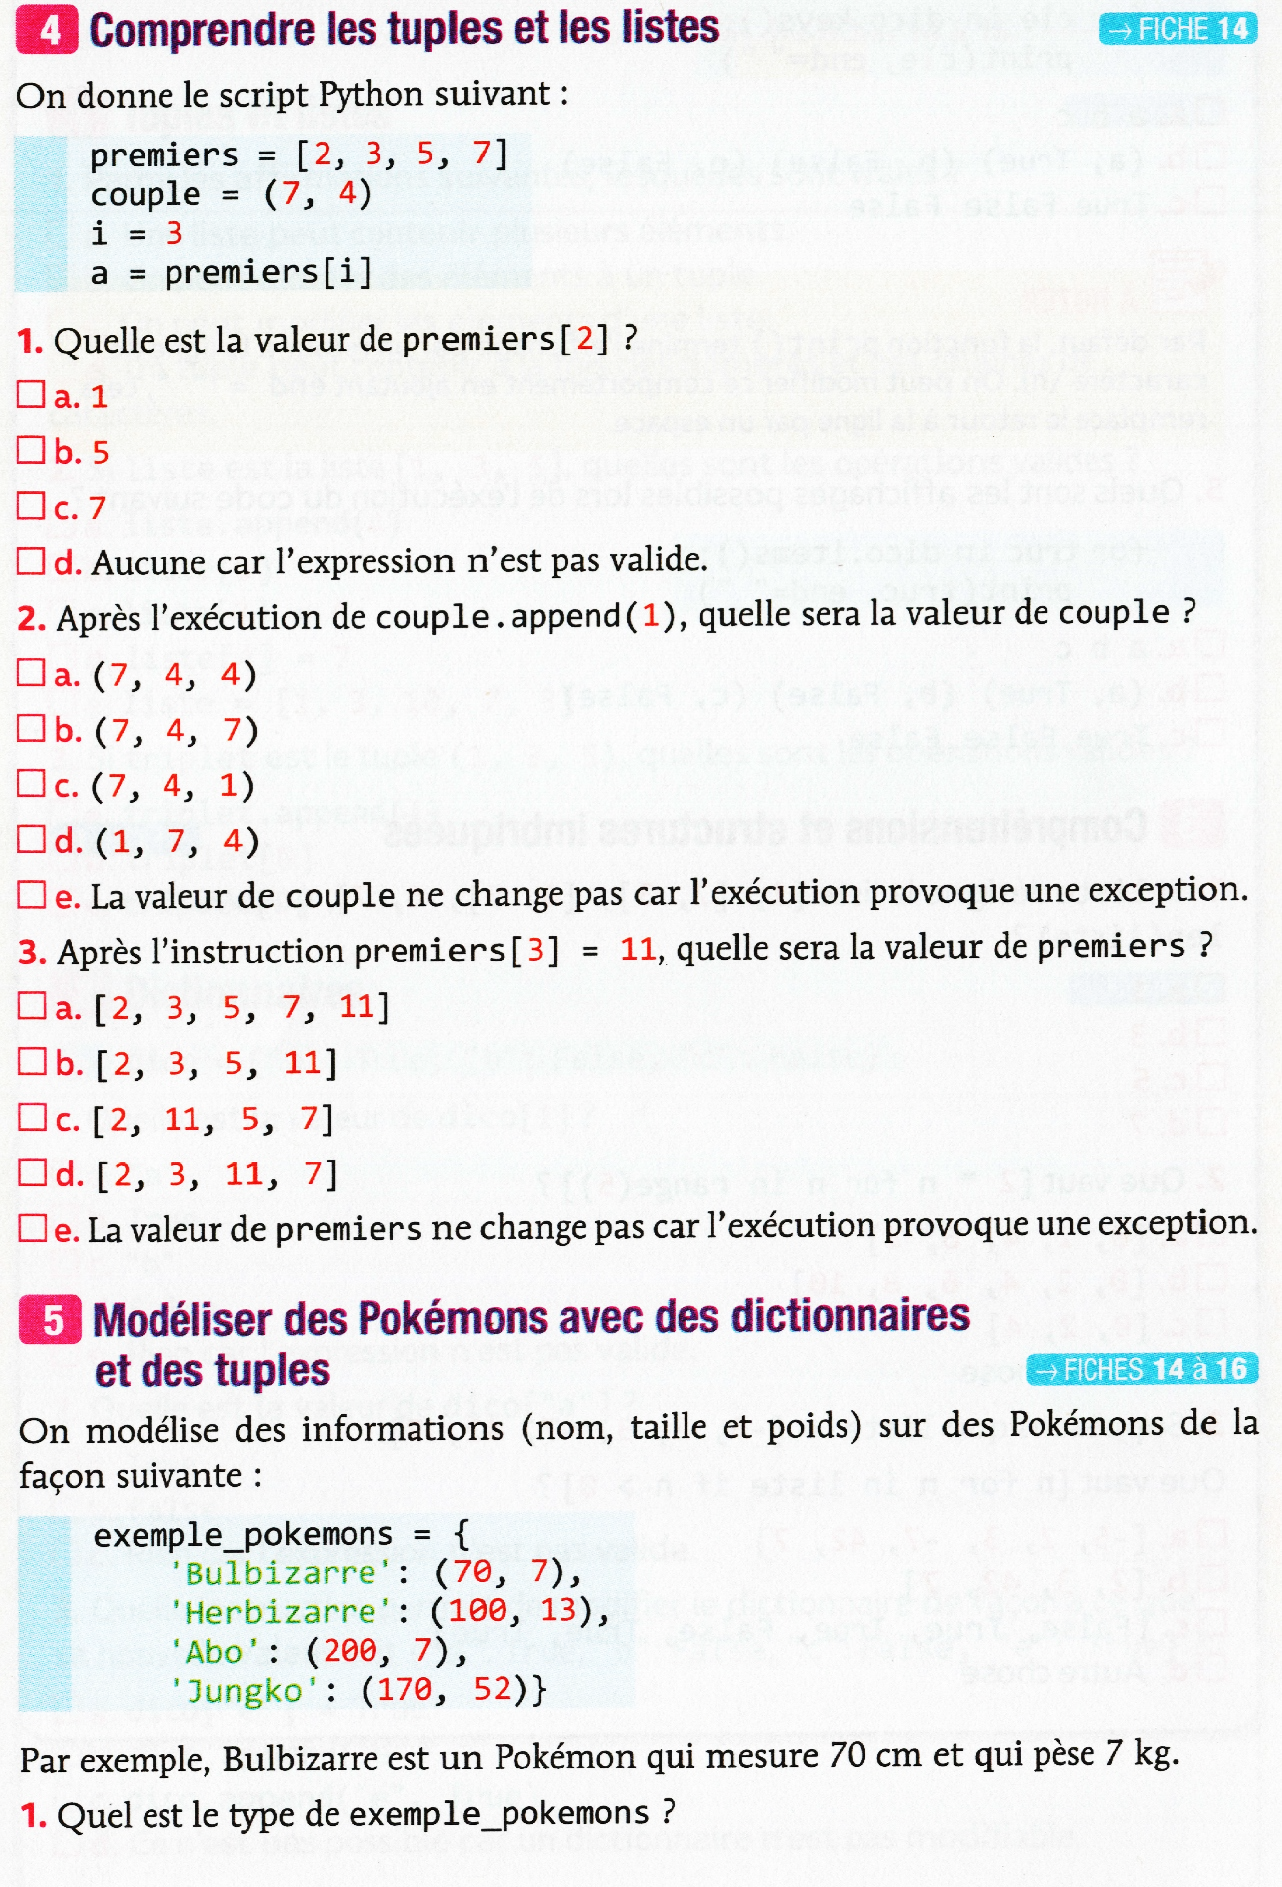 4 Comprendre les tuples et les listes → FICHE 14
On donne le script Python suivant :
premiers = [2, 3, 5, 7]
couple = (7, 4)
i = 3
a = premiers[i]
1. Quelle est la valeur de premiers[2] ?
☐ a. 1
☐ b. 5
☐ c. 7
☐ d. Aucune car l'expression n'est pas valide.
2. Après l'exécution de couple.append(1), quelle sera la valeur de couple ?
☐ a. (7, 4, 4)
☐ b. (7, 4, 7)
☐ c. (7, 4, 1)
☐ d. (1, 7, 4)
☐ e. La valeur de couple ne change pas car l'exécution provoque une exception.
3. Après l'instruction premiers[3] = 11, quelle sera la valeur de premiers ?
☐ a. [2, 3, 5, 7, 11]
☐ b. [2, 3, 5, 11]
☐ c. [2, 11, 5, 7]
☐ d. [2, 3, 11, 7]
☐ e. La valeur de premiers ne change pas car l'exécution provoque une exception.
5 Modéliser des Pokémons avec des dictionnaires
et des tuples → FICHES 14 à 16
On modélise des informations (nom, taille et poids) sur des Pokémons de la
façon suivante :
exemple_pokemons = {
'Bulbizarre': (70, 7),
'Herbizarre': (100, 13),
'Abo': (200, 7),
'Jungko': (170, 52)}
Par exemple, Bulbizarre est un Pokémon qui mesure 70 cm et qui pèse 7 kg.
1. Quel est le type de exemple_pokemons ?